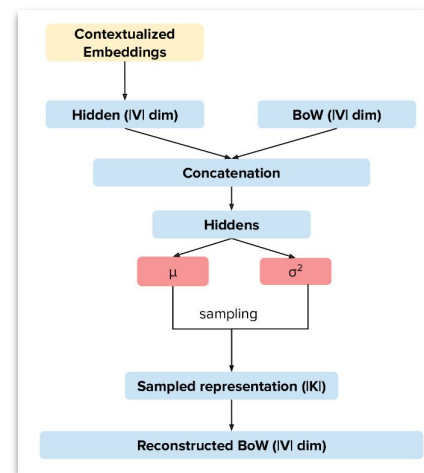 Contextualized
Embeddings
Hidden (|V| dim)
BoW (|V| dim)
Concatenation
Hiddens
μ
σ²
sampling
Sampled representation (|K|)
Reconstructed BoW (|V| dim)